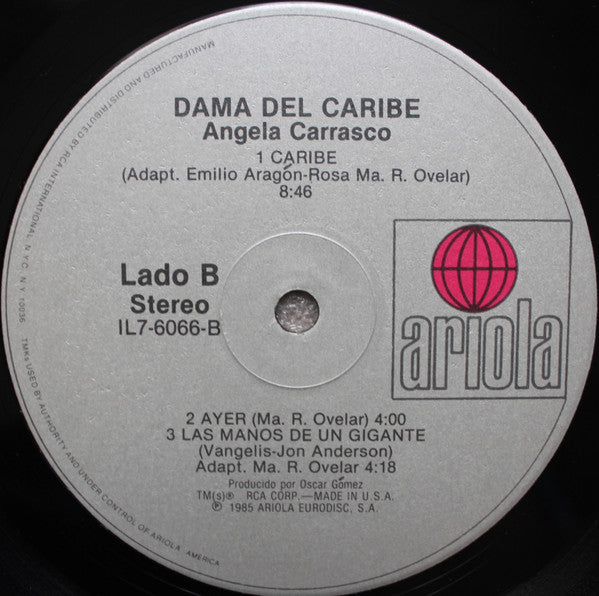 DAMA DEL CARIBE
Angela Carrasco
1 CARIBE
(Adapt. Emilio Aragón-Rosa Ma. R. Ovelar)
8:46
Lado B
Stereo
IL7-6066-B
ariola
2 AYER (Ma. R. Ovelar) 4:00
3 LAS MANOS DE UN GIGANTE
(Vangelis-Jon Anderson)
Adapt. Ma. R. Ovelar 4:18
Producido por Oscar Gómez
TM(s)® RCA CORP.—MADE IN U.S.A.
℗ 1985 ARIOLA EURODISC, S.A.
MANUFACTURED AND DISTRIBUTED BY RCA INTERNATIONAL N.Y.C. N.Y. 10036 TMKs USED BY AUTHORITY AND UNDER CONTROL OF ARIOLA AMERICA